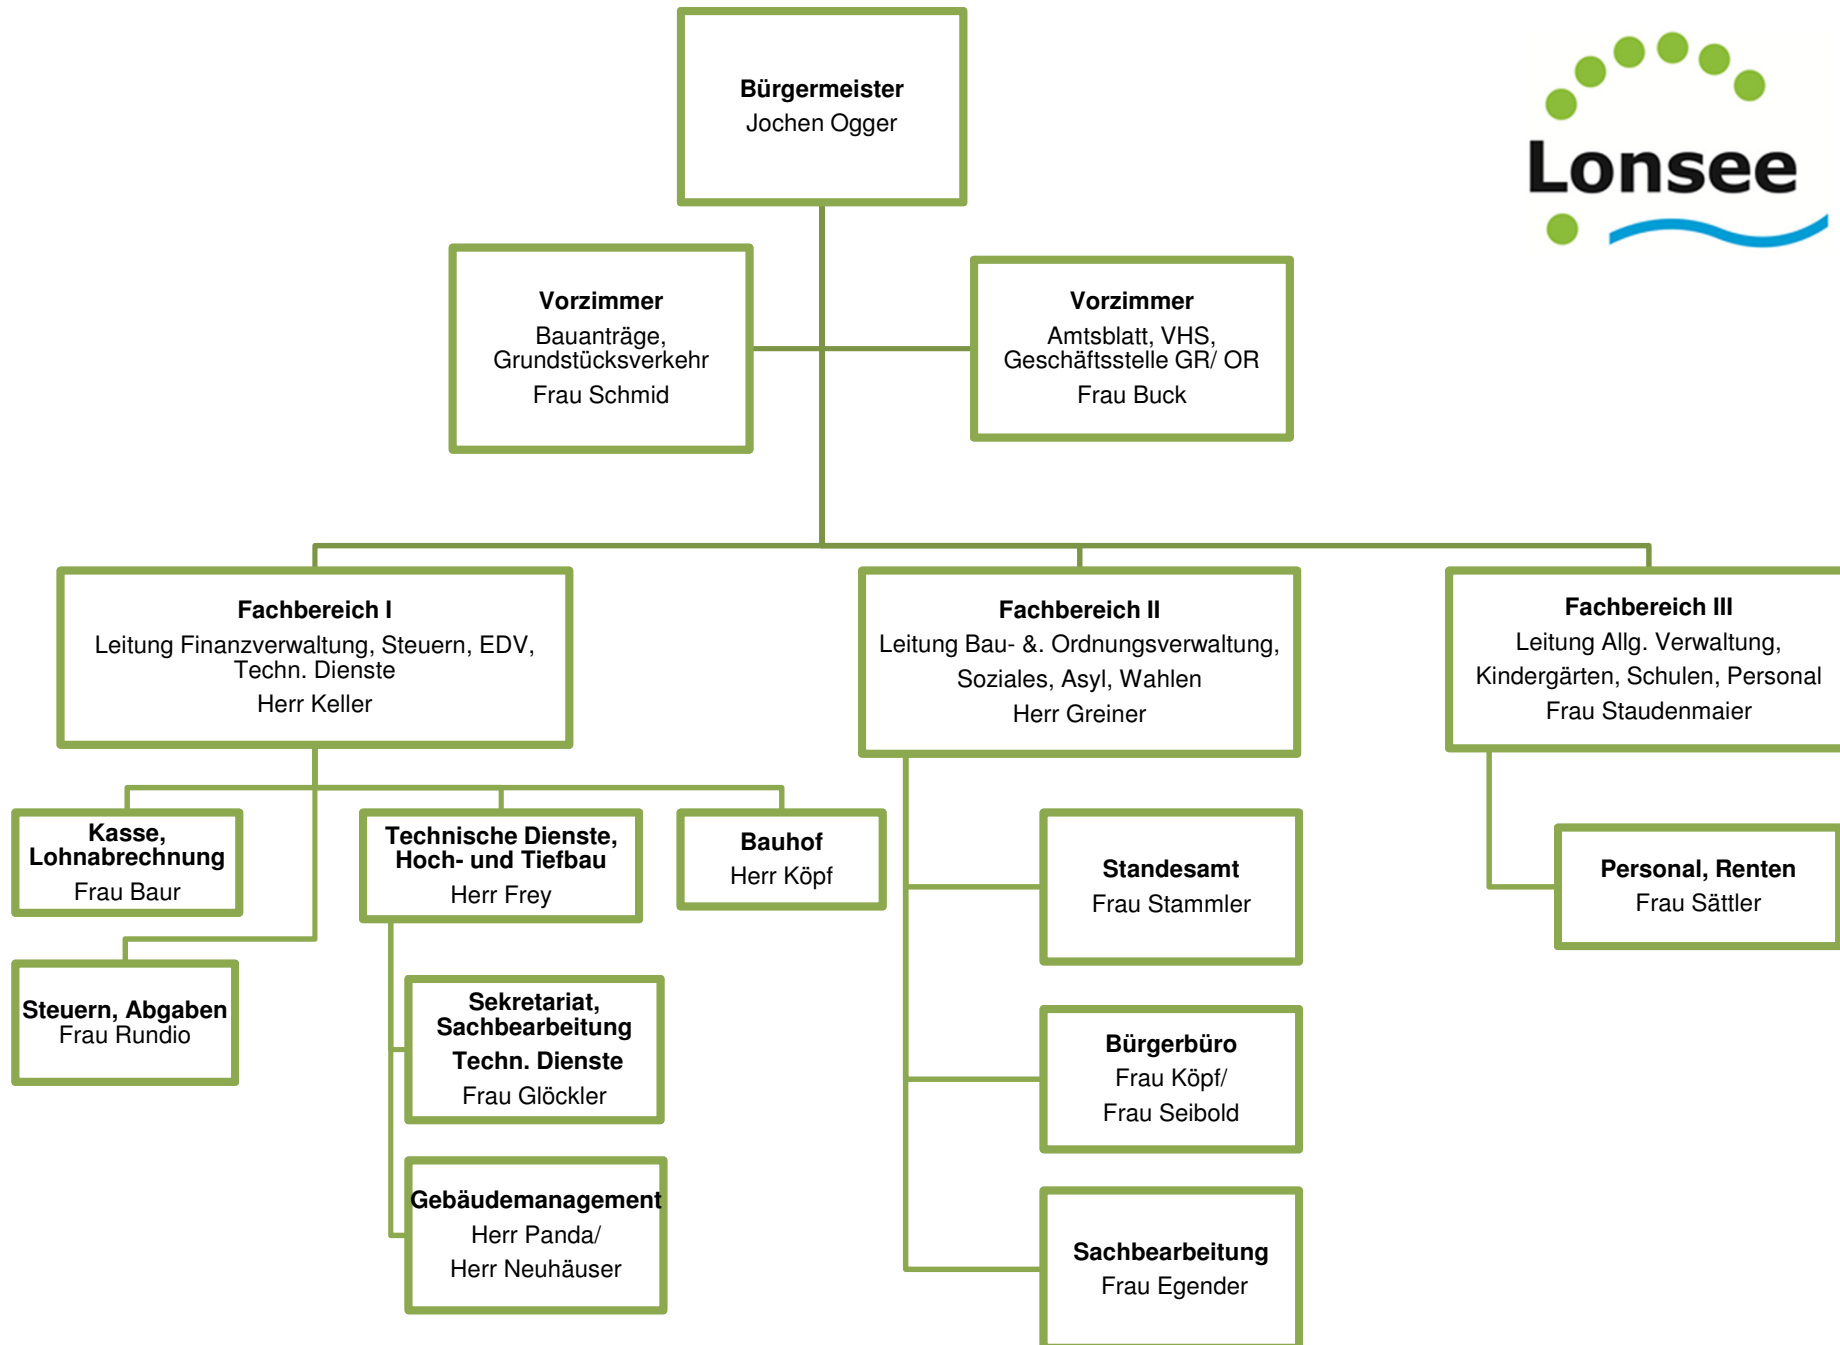 Bürgermeister
Jochen Ogger
Lonsee
Vorzimmer
Bauanträge,
Grundstücksverkehr
Frau Schmid
Vorzimmer
Amtsblatt, VHS,
Geschäftsstelle GR/ OR
Frau Buck
Fachbereich I
Leitung Finanzverwaltung, Steuern, EDV,
Techn. Dienste
Herr Keller
Fachbereich II
Leitung Bau- &. Ordnungsverwaltung,
Soziales, Asyl, Wahlen
Herr Greiner
Fachbereich III
Leitung Allg. Verwaltung,
Kindergärten, Schulen, Personal
Frau Staudenmaier
Kasse,
Lohnabrechnung
Frau Baur
Steuern, Abgaben
Frau Rundio
Technische Dienste,
Hoch- und Tiefbau
Herr Frey
Sekretariat,
Sachbearbeitung
Techn. Dienste
Frau Glöckler
Gebäudemanagement
Herr Panda/
Herr Neuhäuser
Bauhof
Herr Köpf
Standesamt
Frau Stammler
Bürgerbüro
Frau Köpf/
Frau Seibold
Sachbearbeitung
Frau Egender
Personal, Renten
Frau Sättler